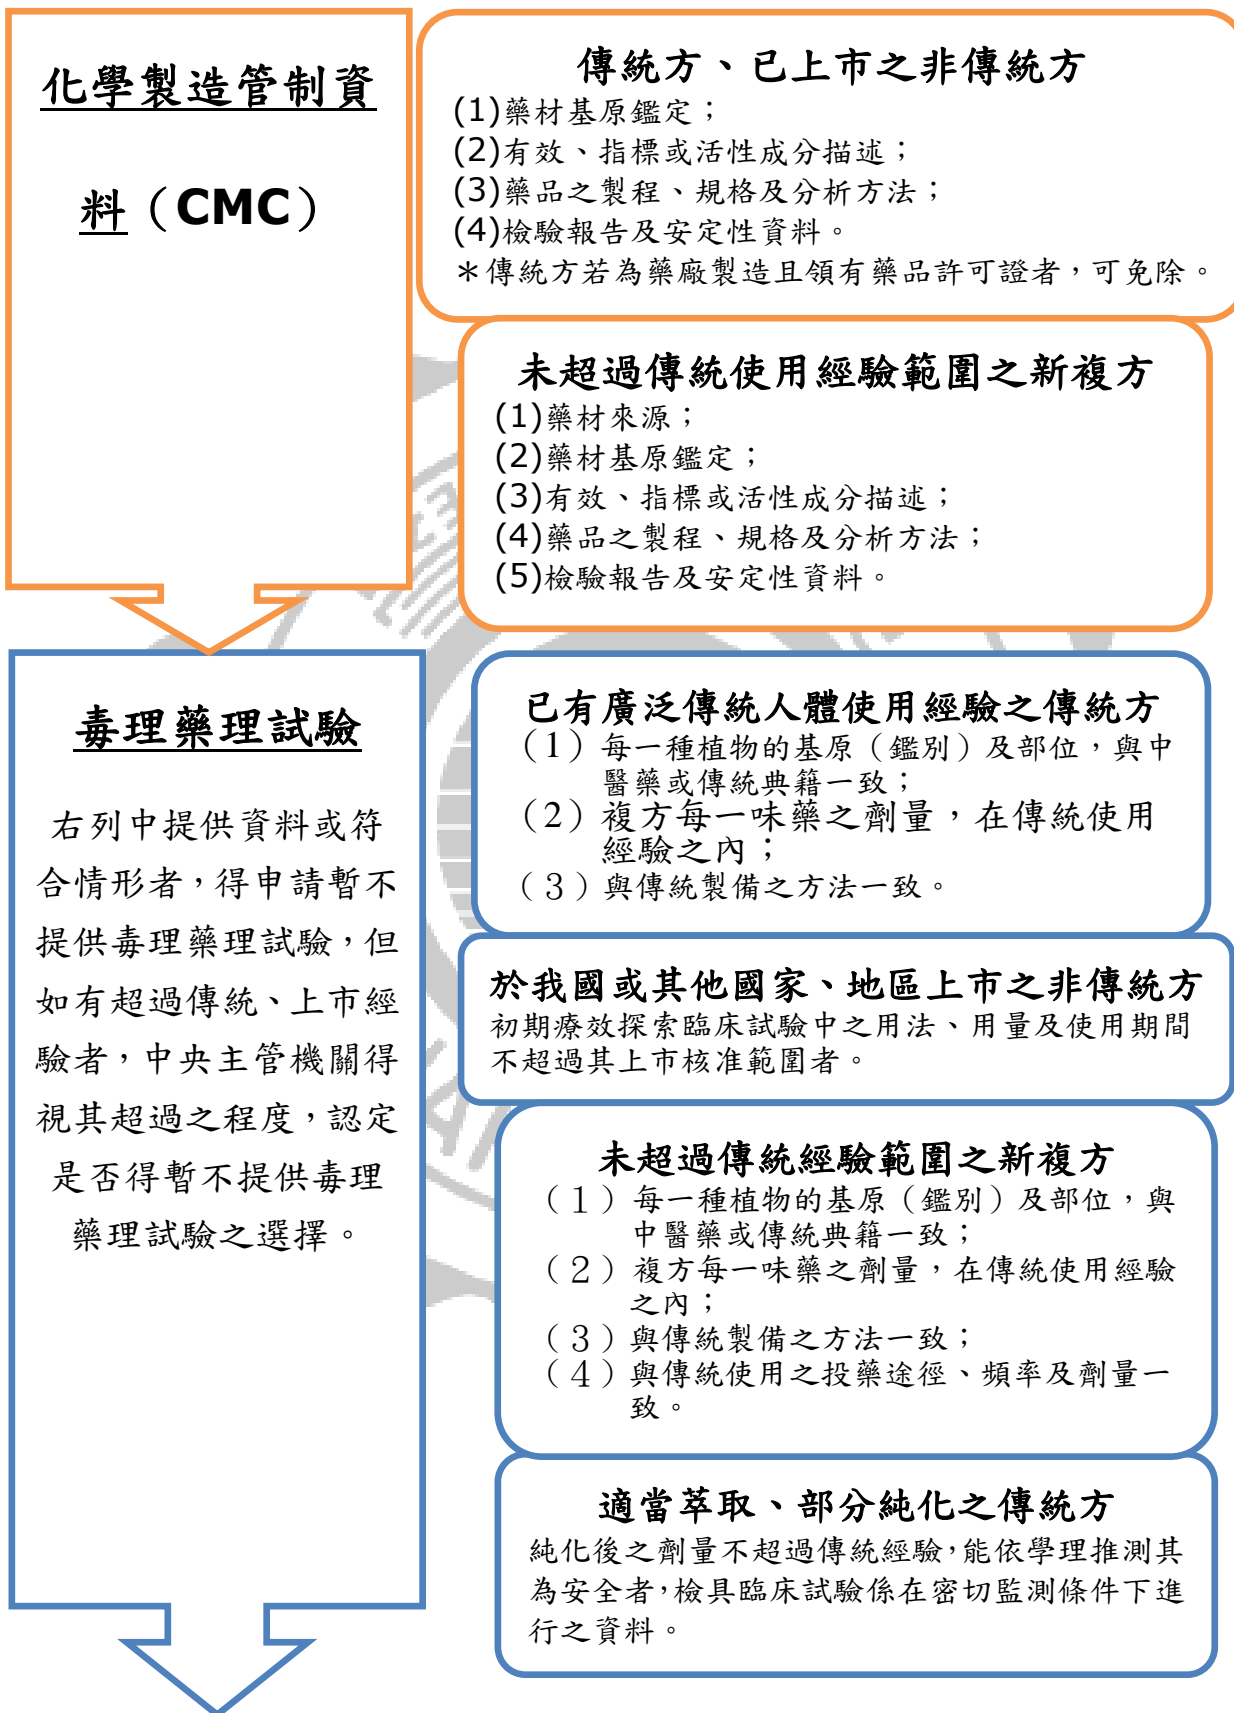 化學製造管制資
料（CMC）
傳統方、已上市之非傳統方
(1)藥材基原鑑定；
(2)有效、指標或活性成分描述；
(3)藥品之製程、規格及分析方法；
(4)檢驗報告及安定性資料。
＊傳統方若為藥廠製造且領有藥品許可證者，可免除。
未超過傳統使用經驗範圍之新複方
(1)藥材來源；
(2)藥材基原鑑定；
(3)有效、指標或活性成分描述；
(4)藥品之製程、規格及分析方法；
(5)檢驗報告及安定性資料。
毒理藥理試驗
右列中提供資料或符
合情形者，得申請暫不
提供毒理藥理試驗，但
如有超過傳統、上市經
驗者，中央主管機關得
視其超過之程度，認定
是否得暫不提供毒理
藥理試驗之選擇。
已有廣泛傳統人體使用經驗之傳統方
（1）每一種植物的基原（鑑別）及部位，與中
醫藥或傳統典籍一致；
（2）複方每一味藥之劑量，在傳統使用
經驗之內；
（3）與傳統製備之方法一致。
於我國或其他國家、地區上市之非傳統方
初期療效探索臨床試驗中之用法、用量及使用期間
不超過其上市核准範圍者。
未超過傳統經驗範圍之新複方
（1）每一種植物的基原（鑑別）及部位，與
中醫藥或傳統典籍一致；
（2）複方每一味藥之劑量，在傳統使用經驗
之內；
（3）與傳統製備之方法一致；
（4）與傳統使用之投藥途徑、頻率及劑量一
致。
適當萃取、部分純化之傳統方
純化後之劑量不超過傳統經驗，能依學理推測其
為安全者，檢具臨床試驗係在密切監測條件下進
行之資料。